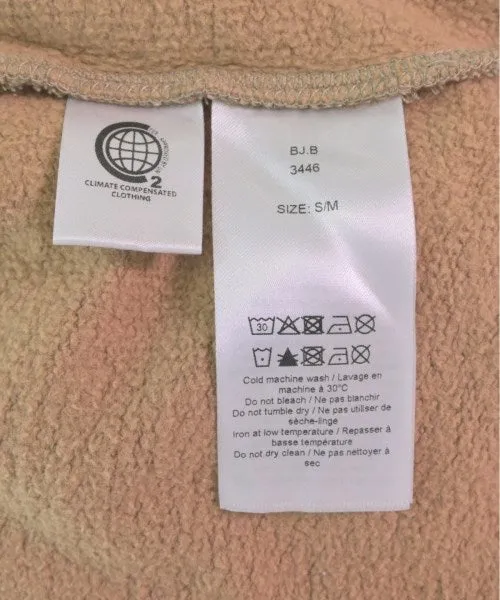 2
CLIMATE COMPENSATED
CLOTHING
BJ.B
3446
SIZE: S/M
30
Cold machine wash / Lavage en
machine à 30°C
Do not bleach / Ne pas blanchir
Do not tumble dry / Ne pas utiliser de
sèche-linge
Iron at low temperature / Repasser à
basse température
Do not dry clean / Ne pas nettoyer à
sec